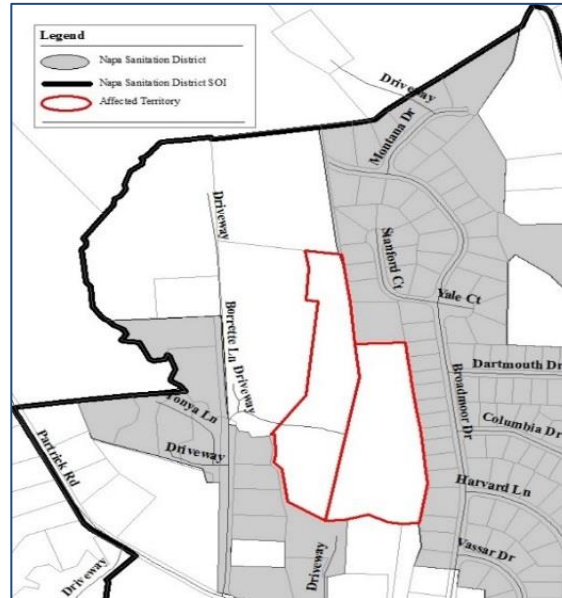 Legend
Napa Sanitation District
Napa Sanitation District SOI
Affected Territory
Driveway
Montana Dr
Driveway
Stanford Ct
Yale Ct
Borrette Ln
Driveway
Broadmoor Dr
Dartmouth Dr
Tonya Ln
Columbia Dr
Partrick Rd
Driveway
Harvard Ln
Vassar Dr
Driveway
Driveway